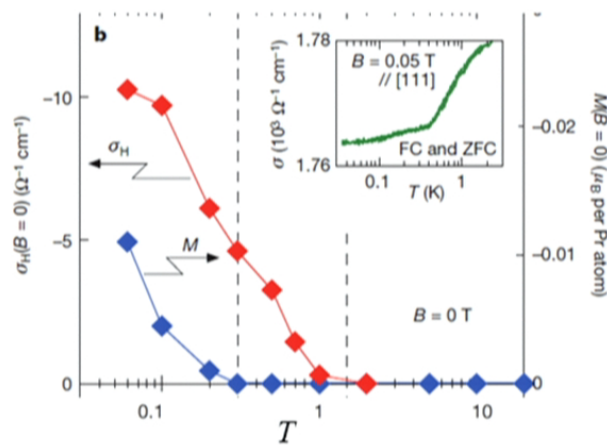 b
σH(B = 0) (Ω⁻¹ cm⁻¹)
–10
–5
0
σH
M
σ (10³ Ω⁻¹ cm⁻¹)
1.78
1.76
B = 0.05 T
// [111]
FC and ZFC
0.1
1
T (K)
B = 0 T
0
–0.02
–0.01
0
M(B = 0) (μB per Pr atom)
0.1
1
10
T